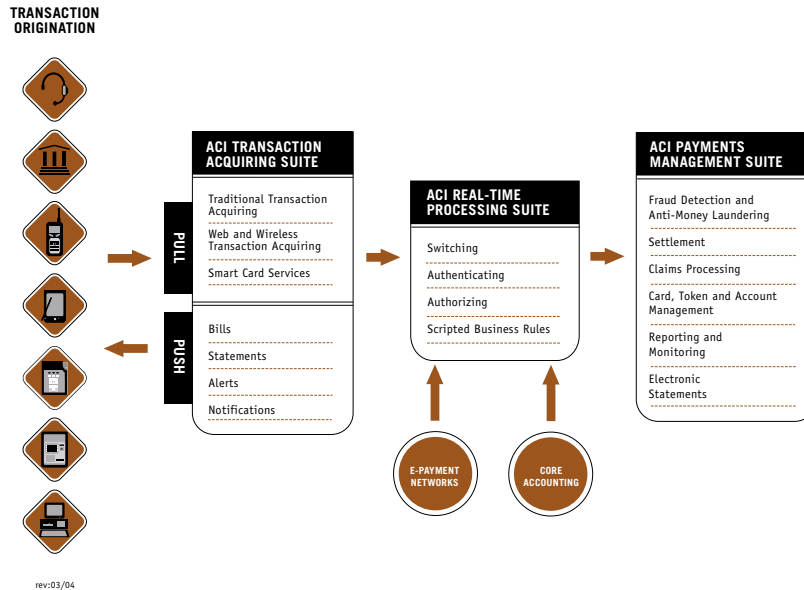 TRANSACTION
ORIGINATION
ACI TRANSACTION
ACQUIRING SUITE
PULL
Traditional Transaction
Acquiring
Web and Wireless
Transaction Acquiring
Smart Card Services
PUSH
Bills
Statements
Alerts
Notifications
ACI REAL-TIME
PROCESSING SUITE
Switching
Authenticating
Authorizing
Scripted Business Rules
E-PAYMENT
NETWORKS
CORE
ACCOUNTING
ACI PAYMENTS
MANAGEMENT SUITE
Fraud Detection and
Anti-Money Laundering
Settlement
Claims Processing
Card, Token and Account
Management
Reporting and
Monitoring
Electronic
Statements
rev:03/04